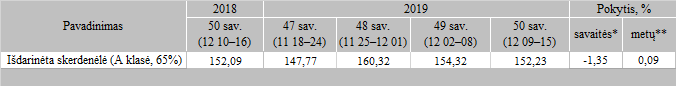 Pavadinimas 2018 2019 Pokytis, %
50 sav. (12 10–16) 47 sav. (11 18–24) 48 sav. (11 25–12 01) 49 sav. (12 02–08) 50 sav. (12 09–15) savaitės* metų**
Išdarinėta skerdenėlė (A klasė, 65%) 152,09 147,77 160,32 154,32 152,23 -1,35 0,09